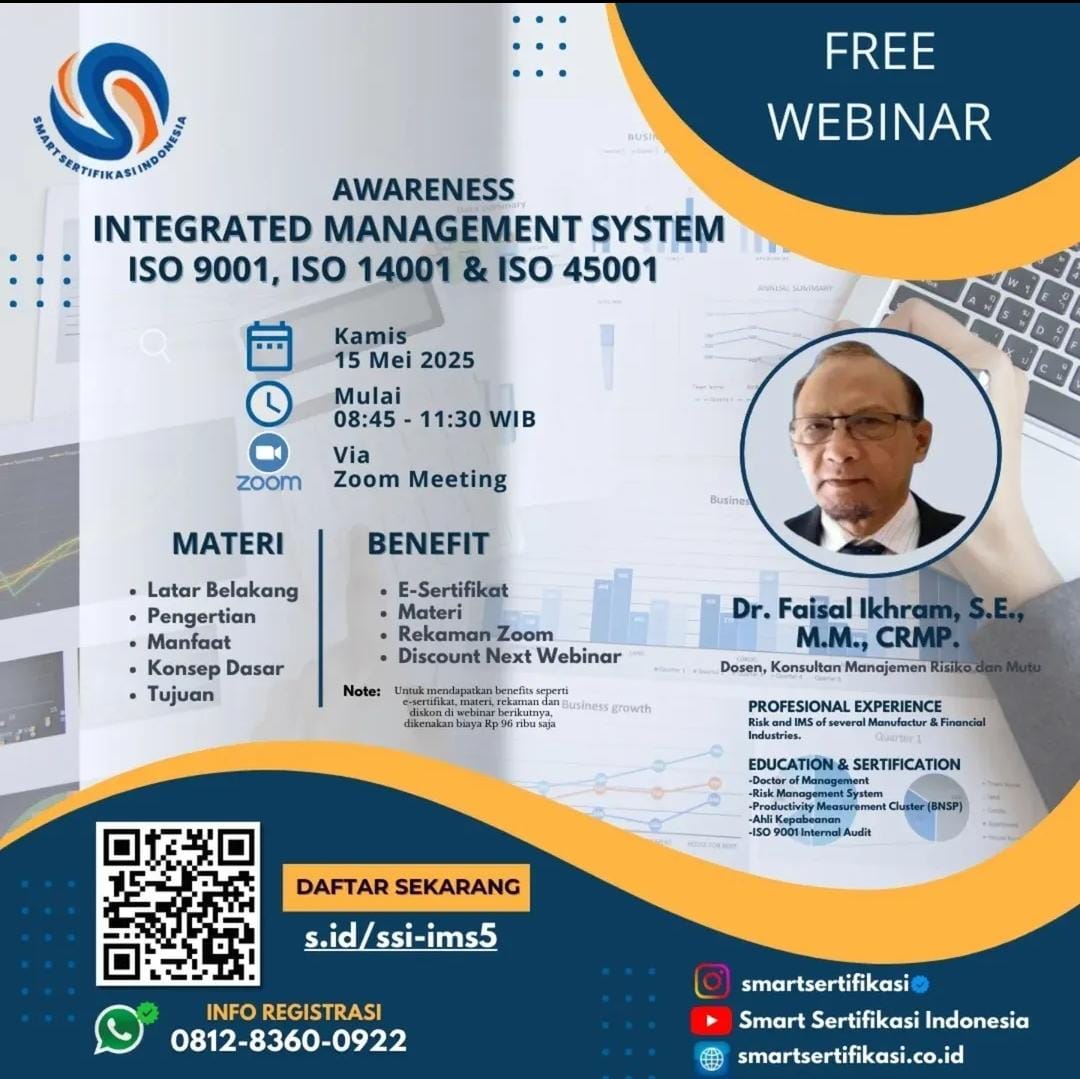 SMART SERTIFIKASI INDONESIA
FREE
WEBINAR
AWARENESS
INTEGRATED MANAGEMENT SYSTEM
ISO 9001, ISO 14001 & ISO 45001
Kamis
15 Mei 2025
Mulai
08:45 - 11:30 WIB
zoom
Via
Zoom Meeting
MATERI
• Latar Belakang
• Pengertian
• Manfaat
• Konsep Dasar
• Tujuan
BENEFIT
• E-Sertifikat
• Materi
• Rekaman Zoom
• Discount Next Webinar
Note: Untuk mendapatkan benefits seperti
e-sertifikat, materi, rekaman dan
diskon di webinar berikutnya,
dikenakan biaya Rp 96 ribu saja
Dr. Faisal Ikhram, S.E.,
M.M., CRMP.
Dosen, Konsultan Manajemen Risiko dan Mutu
PROFESIONAL EXPERIENCE
Risk and IMS of several Manufactur & Financial
Industries.
EDUCATION & SERTIFICATION
-Doctor of Management
-Risk Management System
-Productivity Measurement Cluster (BNSP)
-Ahli Kepabeanan
-ISO 9001 Internal Audit
ANNUAL SUMMARY
Business growth
Quarter 1
DAFTAR SEKARANG
s.id/ssi-ims5
INFO REGISTRASI
0812-8360-0922
smartsertifikasi
Smart Sertifikasi Indonesia
smartsertifikasi.co.id